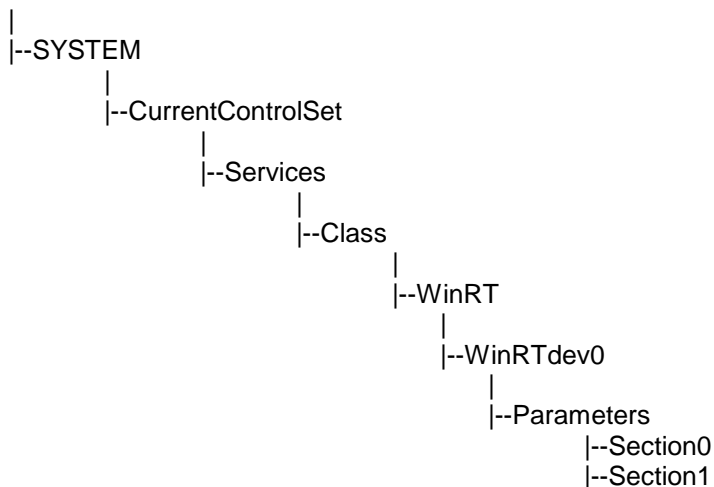 |
|--SYSTEM
|
|--CurrentControlSet
|
|--Services
|
|--Class
|
|--WinRT
|
|--WinRTdev0
|
|--Parameters
|--Section0
|--Section1